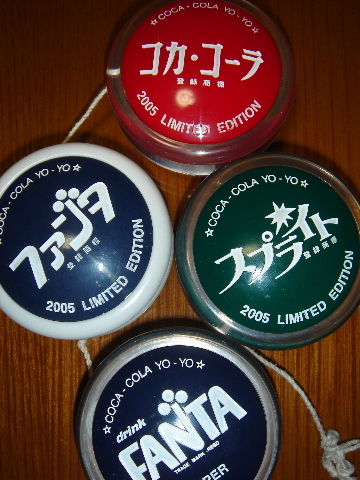 ☆ COCA-COLA YO-YO ☆
コカ・コーラ
登録商標
2005 LIMITED EDITION
☆ COCA-COLA YO-YO ☆
ファンタ
登録商標
2005 LIMITED EDITION
☆ COCA-COLA YO-YO ☆
スプライト
登録商標
2005 LIMITED EDITION
☆ COCA-COLA YO-YO ☆
drink
FANTA
TRADE MARK